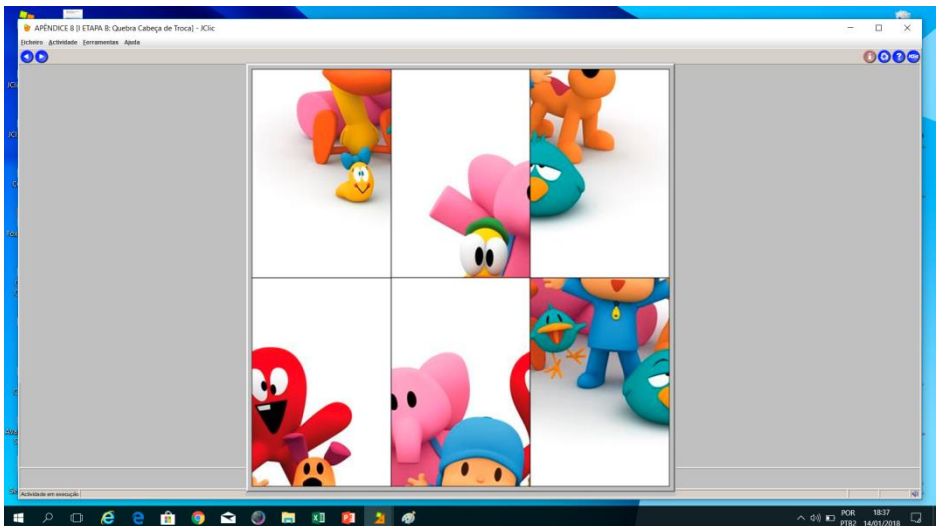 APÊNDICE 8 [I ETAPA 8: Quebra Cabeça de Troca] - JClic
Ficheiro Actividade Ferramentas Ajuda
Actividade em execução
POR 18:37
PTB2 14/01/2018